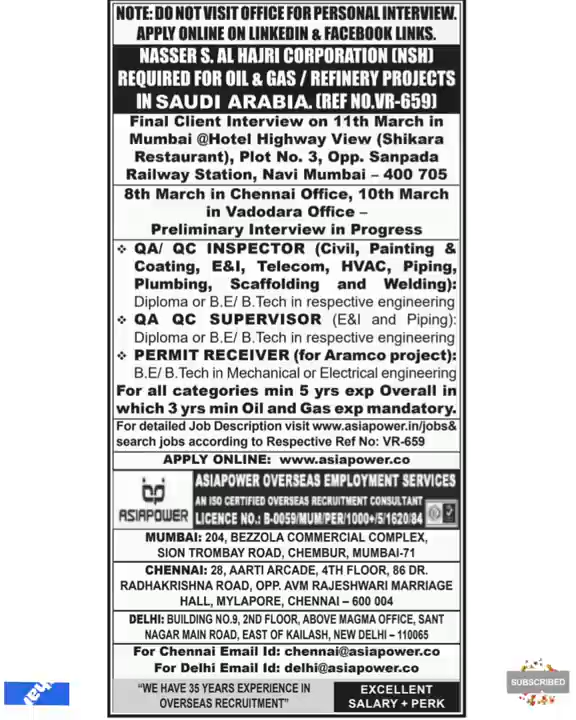 NOTE: DO NOT VISIT OFFICE FOR PERSONAL INTERVIEW.
APPLY ONLINE ON LINKEDIN & FACEBOOK LINKS.
NASSER S. AL HAJRI CORPORATION (NSH)
REQUIRED FOR OIL & GAS / REFINERY PROJECTS
IN SAUDI ARABIA. (REF NO.VR-659)
Final Client Interview on 11th March in
Mumbai @Hotel Highway View (Shikara
Restaurant), Plot No. 3, Opp. Sanpada
Railway Station, Navi Mumbai – 400 705
8th March in Chennai Office, 10th March
in Vadodara Office –
Preliminary Interview in Progress
❖ QA/ QC INSPECTOR (Civil, Painting &
Coating, E&I, Telecom, HVAC, Piping,
Plumbing, Scaffolding and Welding):
Diploma or B.E/ B.Tech in respective engineering
❖ QA QC SUPERVISOR (E&I and Piping):
Diploma or B.E/ B.Tech in respective engineering
❖ PERMIT RECEIVER (for Aramco project):
B.E/ B.Tech in Mechanical or Electrical engineering
For all categories min 5 yrs exp Overall in
which 3 yrs min Oil and Gas exp mandatory.
For detailed Job Description visit www.asiapower.in/jobs&
search jobs according to Respective Ref No: VR-659
APPLY ONLINE: www.asiapower.co
ASIAPOWER
ASIAPOWER OVERSEAS EMPLOYMENT SERVICES
AN ISO CERTIFIED OVERSEAS RECRUITMENT CONSULTANT
LICENCE NO.: B-0059/MUM/PER/1000+/5/1620/84
MUMBAI: 204, BEZZOLA COMMERCIAL COMPLEX,
SION TROMBAY ROAD, CHEMBUR, MUMBAI-71
CHENNAI: 28, AARTI ARCADE, 4TH FLOOR, 86 DR.
RADHAKRISHNA ROAD, OPP. AVM RAJESHWARI MARRIAGE
HALL, MYLAPORE, CHENNAI – 600 004
DELHI: BUILDING NO.9, 2ND FLOOR, ABOVE MAGMA OFFICE, SANT
NAGAR MAIN ROAD, EAST OF KAILASH, NEW DELHI – 110065
For Chennai Email Id: chennai@asiapower.co
For Delhi Email Id: delhi@asiapower.co
"WE HAVE 35 YEARS EXPERIENCE IN
OVERSEAS RECRUITMENT"
EXCELLENT
SALARY + PERK
SUBSCRIBED